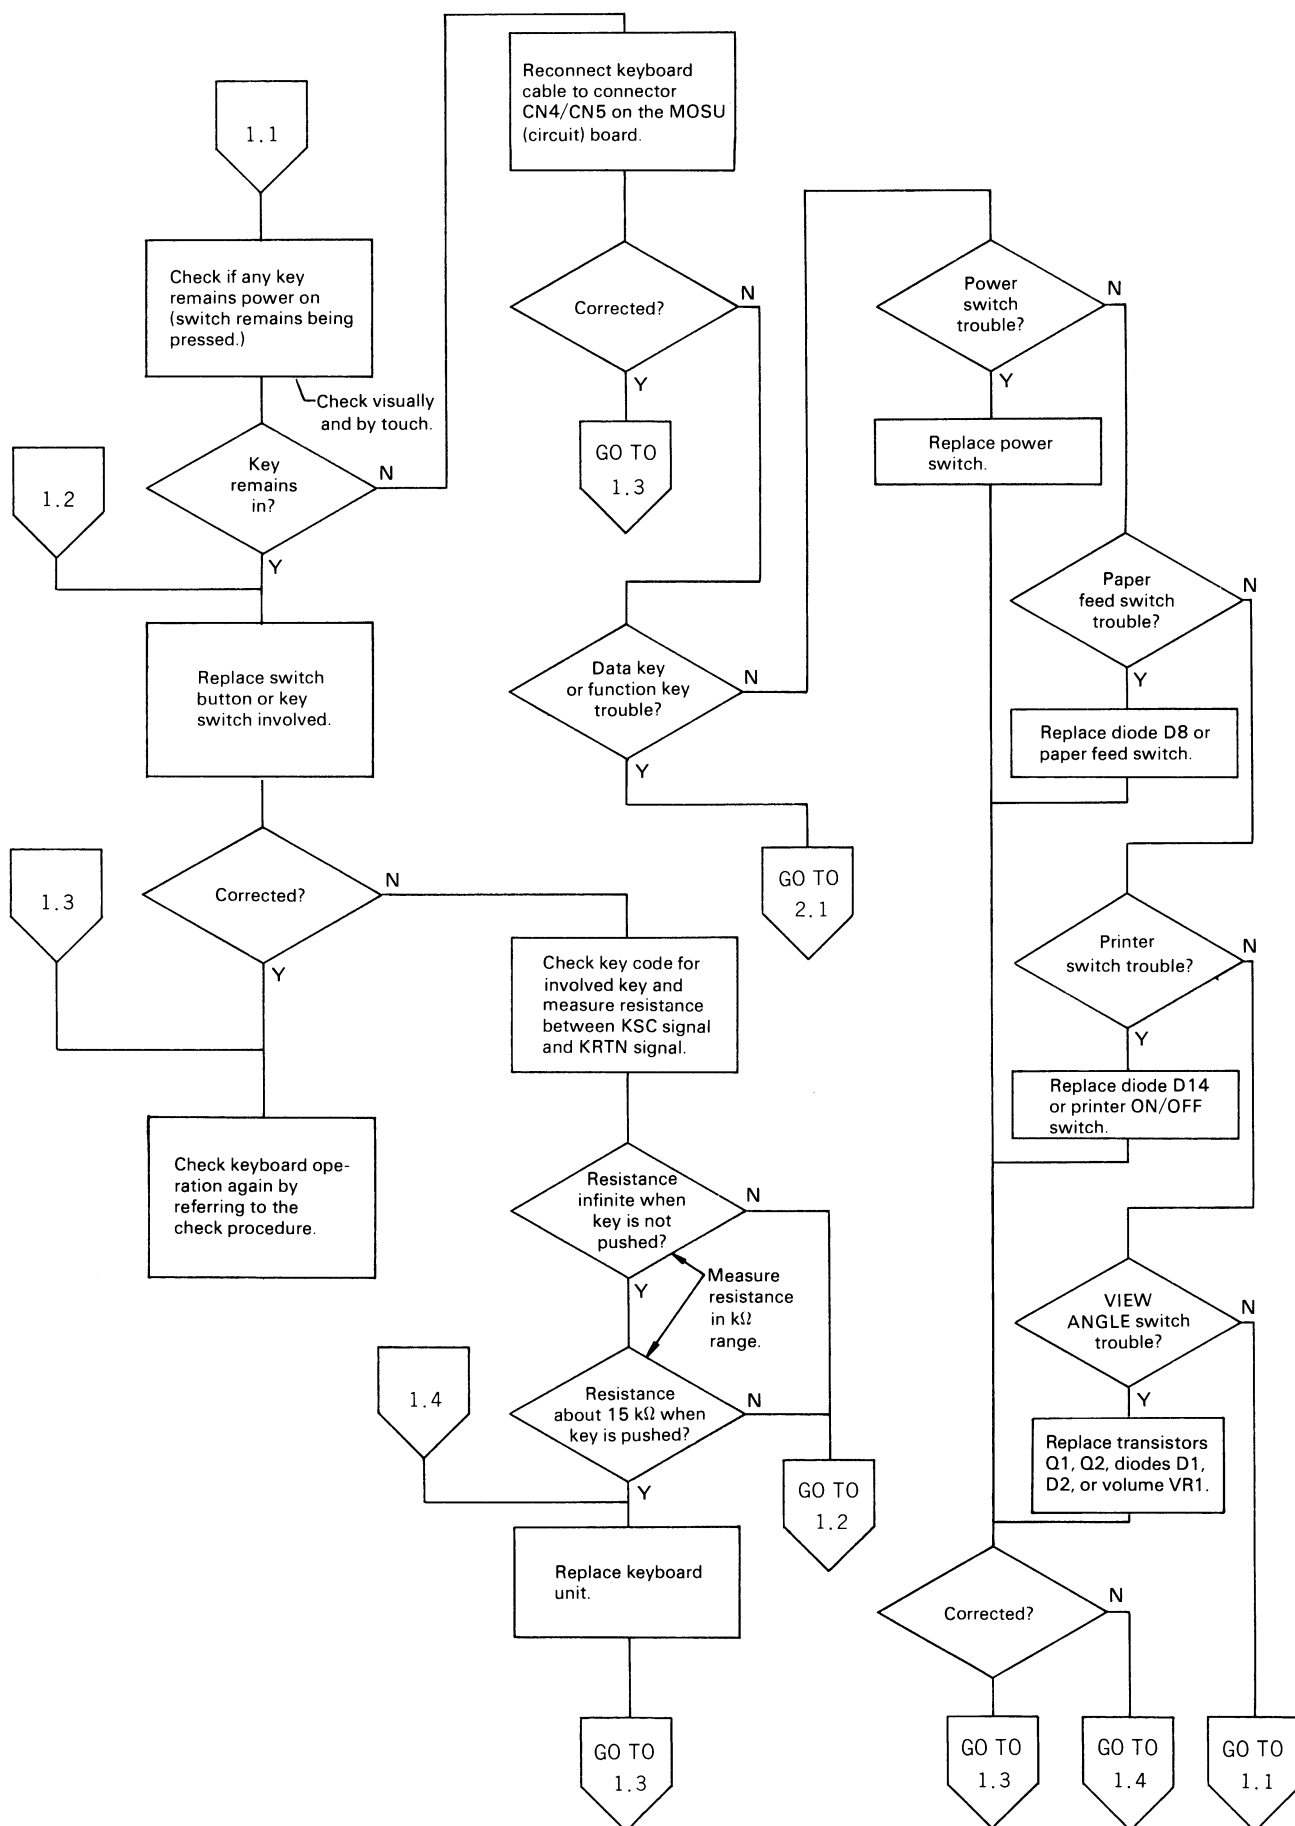 1.1
Check if any key
remains power on
(switch remains being
pressed.)
Check visually
and by touch.
1.2
Key
remains
in?
N
Y
Replace switch
button or key
switch involved.
1.3
Corrected?
N
Y
Check keyboard ope-
ration again by
referring to the
check procedure.
Reconnect keyboard
cable to connector
CN4/CN5 on the MOSU
(circuit) board.
Corrected?
N
Y
GO TO
1.3
Data key
or function key
trouble?
N
Y
GO TO
2.1
Check key code for
involved key and
measure resistance
between KSC signal
and KRTN signal.
Resistance
infinite when
key is not
pushed?
N
Y
Measure
resistance
in kΩ
range.
1.4
Resistance
about 15 kΩ when
key is pushed?
N
Y
GO TO
1.2
Replace keyboard
unit.
GO TO
1.3
Power
switch
trouble?
N
Y
Replace power
switch.
Paper
feed switch
trouble?
N
Y
Replace diode D8 or
paper feed switch.
Printer
switch trouble?
N
Y
Replace diode D14
or printer ON/OFF
switch.
VIEW
ANGLE switch
trouble?
N
Y
Replace transistors
Q1, Q2, diodes D1,
D2, or volume VR1.
Corrected?
N
Y
GO TO
1.3
GO TO
1.4
GO TO
1.1